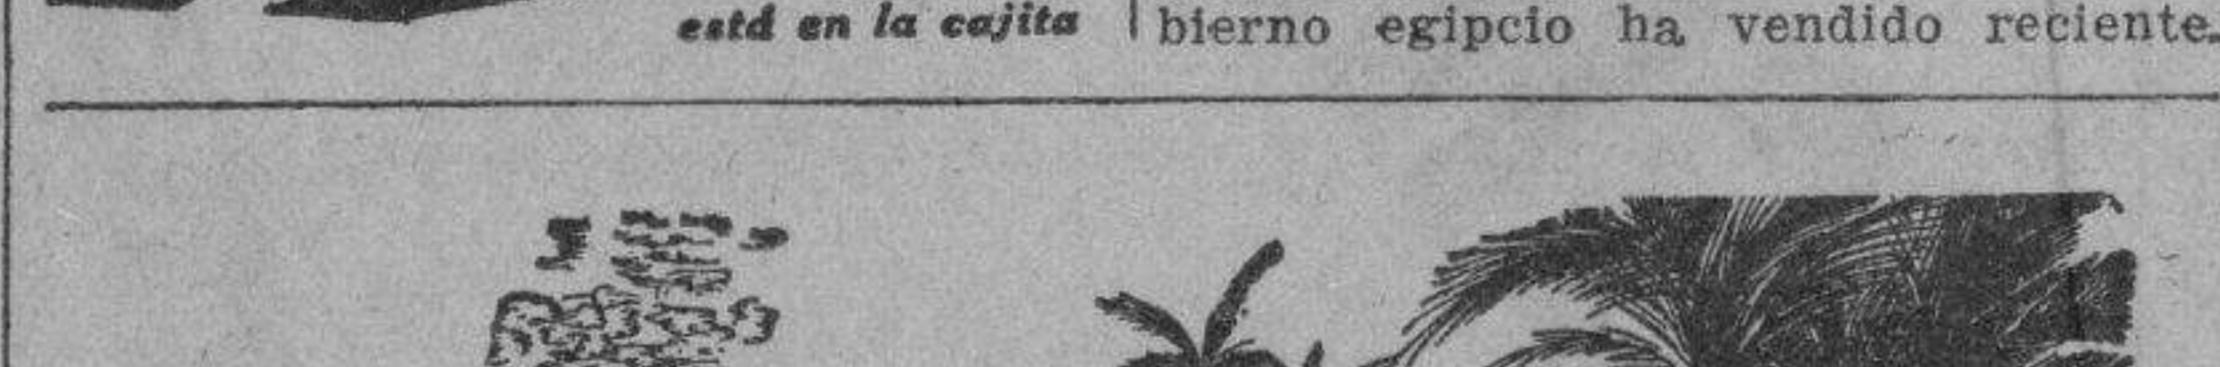 está en la cajita
bierno egipcio ha vendido reciente-